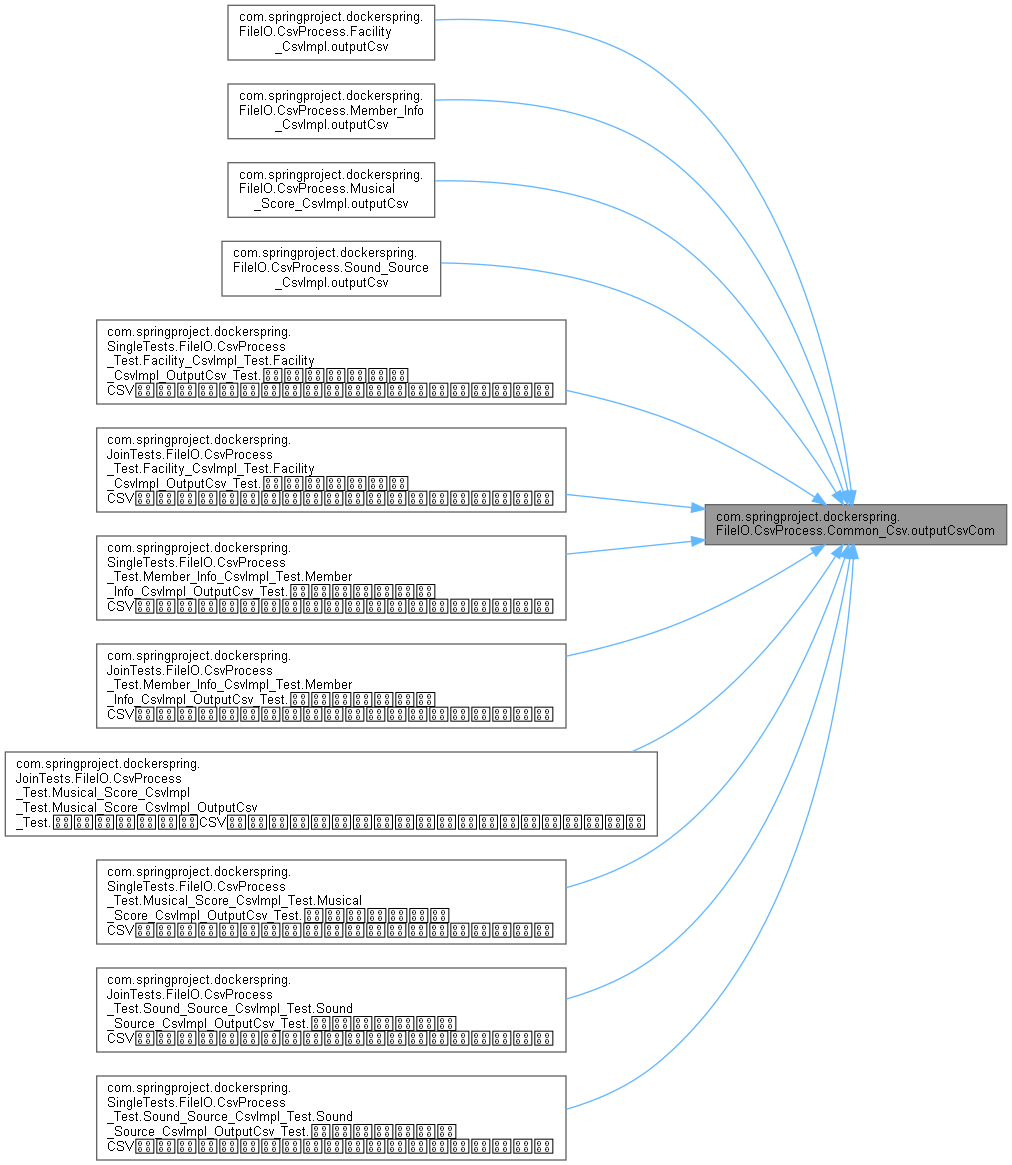 com.springproject.dockerspring.
FileIO.CsvProcess.Facility
_CsvImpl.outputCsv
com.springproject.dockerspring.
FileIO.CsvProcess.Member_Info
_CsvImpl.outputCsv
com.springproject.dockerspring.
FileIO.CsvProcess.Musical
_Score_CsvImpl.outputCsv
com.springproject.dockerspring.
FileIO.CsvProcess.Sound_Source
_CsvImpl.outputCsv
com.springproject.dockerspring.
SingleTests.FileIO.CsvProcess
_Test.Facility_CsvImpl_Test.Facility
_CsvImpl_OutputCsv_Test.
CSV
com.springproject.dockerspring.
JoinTests.FileIO.CsvProcess
_Test.Facility_CsvImpl_Test.Facility
_CsvImpl_OutputCsv_Test.
CSV
com.springproject.dockerspring.
FileIO.CsvProcess.Common_Csv.outputCsvCom
com.springproject.dockerspring.
SingleTests.FileIO.CsvProcess
_Test.Member_Info_CsvImpl_Test.Member
_Info_CsvImpl_OutputCsv_Test.
CSV
com.springproject.dockerspring.
JoinTests.FileIO.CsvProcess
_Test.Member_Info_CsvImpl_Test.Member
_Info_CsvImpl_OutputCsv_Test.
CSV
com.springproject.dockerspring.
JoinTests.FileIO.CsvProcess
_Test.Musical_Score_CsvImpl
_Test.Musical_Score_CsvImpl_OutputCsv
_Test. CSV
com.springproject.dockerspring.
SingleTests.FileIO.CsvProcess
_Test.Musical_Score_CsvImpl_Test.Musical
_Score_CsvImpl_OutputCsv_Test.
CSV
com.springproject.dockerspring.
JoinTests.FileIO.CsvProcess
_Test.Sound_Source_CsvImpl_Test.Sound
_Source_CsvImpl_OutputCsv_Test.
CSV
com.springproject.dockerspring.
SingleTests.FileIO.CsvProcess
_Test.Sound_Source_CsvImpl_Test.Sound
_Source_CsvImpl_OutputCsv_Test.
CSV